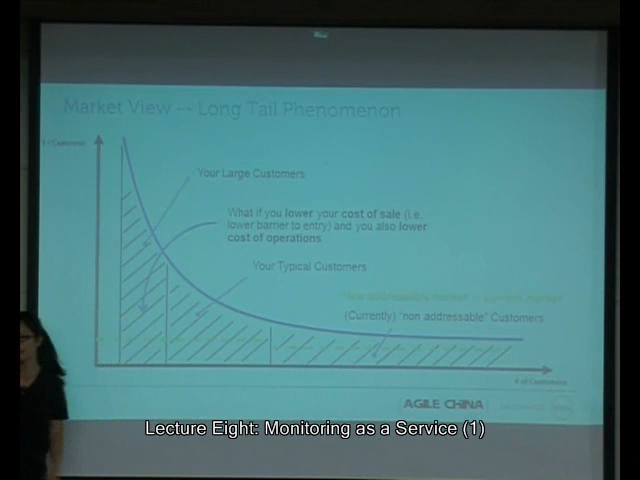 Market View -- Long Tail Phenomenon
Your Large Customers
What if you lower your cost of sale (i.e.
lower barrier to entry) and you also lower
cost of operations
Your Typical Customers
(Currently) "non addressable" Customers
# of Customers
AGILE CHINA
Lecture Eight: Monitoring as a Service (1)